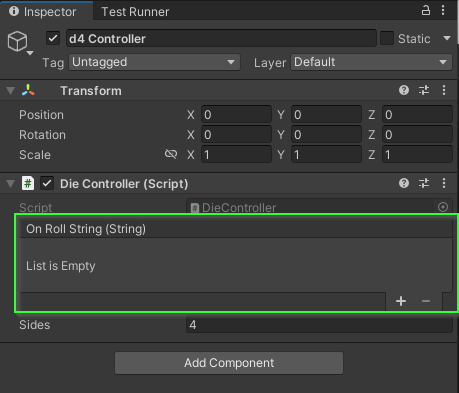 Inspector Test Runner
d4 Controller Static
Tag Untagged Layer Default
Transform
Position X 0 Y 0 Z 0
Rotation X 0 Y 0 Z 0
Scale X 1 Y 1 Z 1
# Die Controller (Script)
Script # DieController
On Roll String (String)
List is Empty
+ −
Sides 4
Add Component